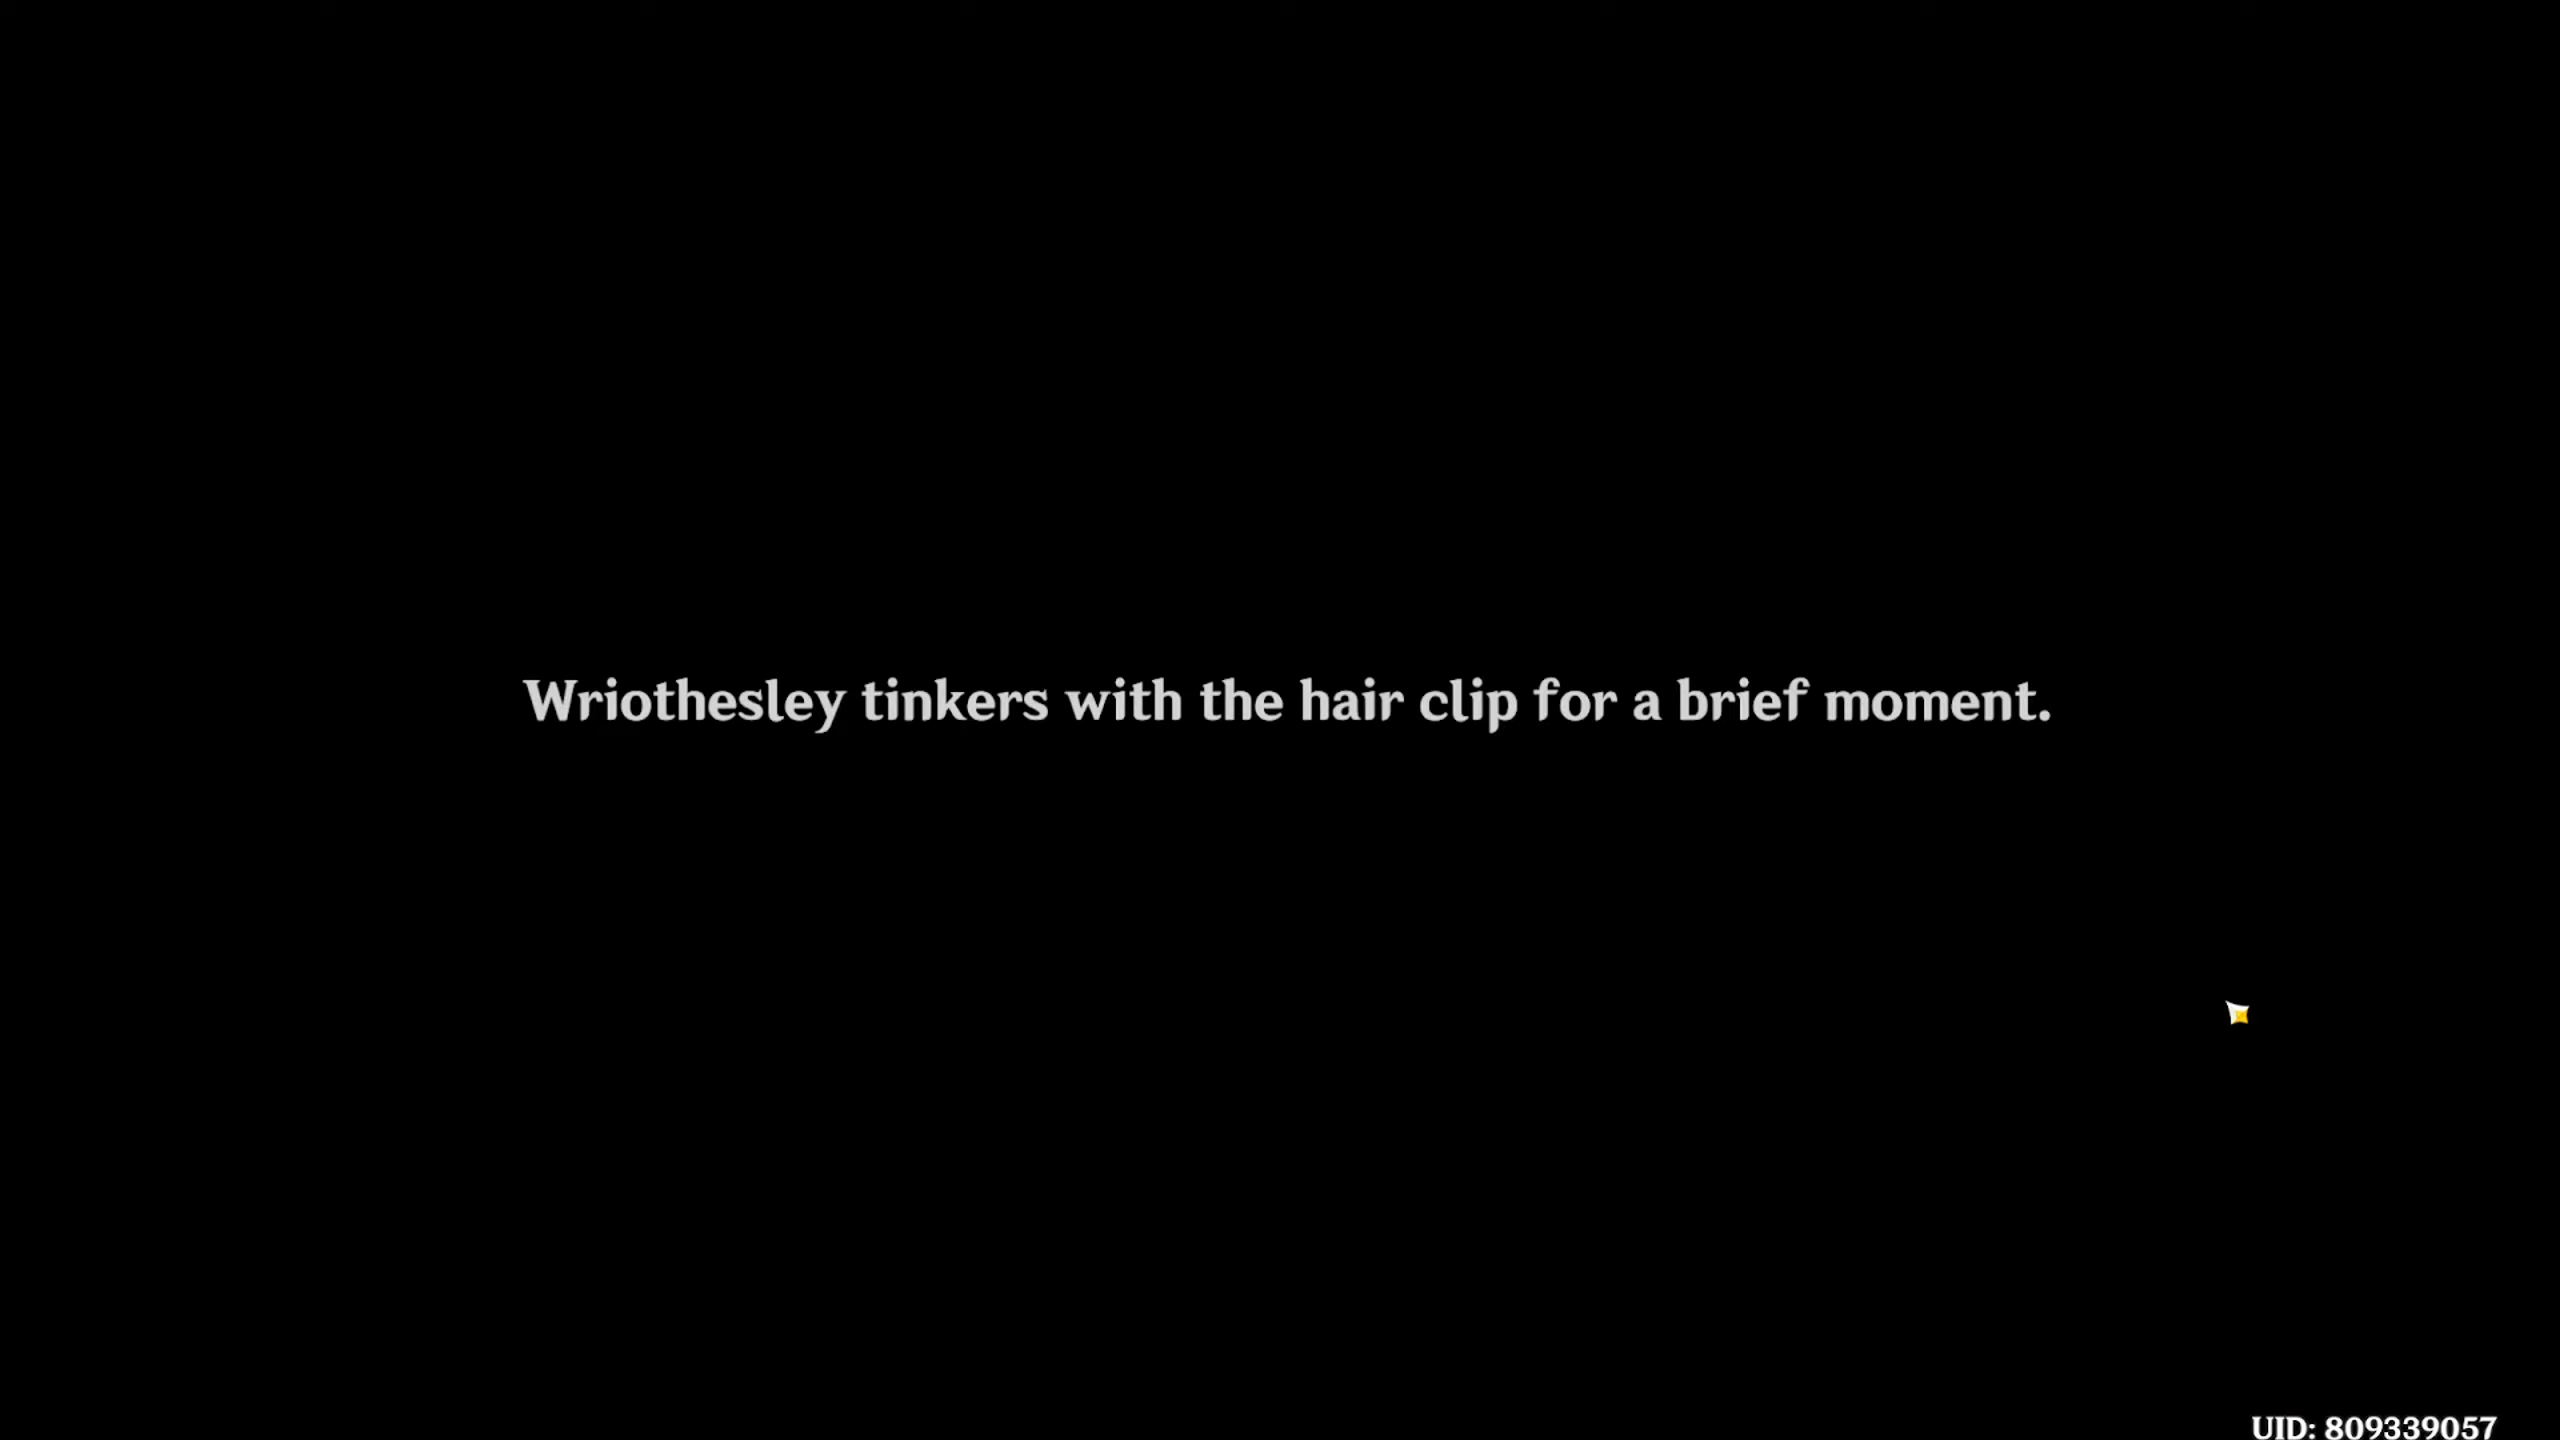 Wriothesley tinkers with the hair clip for a brief moment.
UID: 809339057